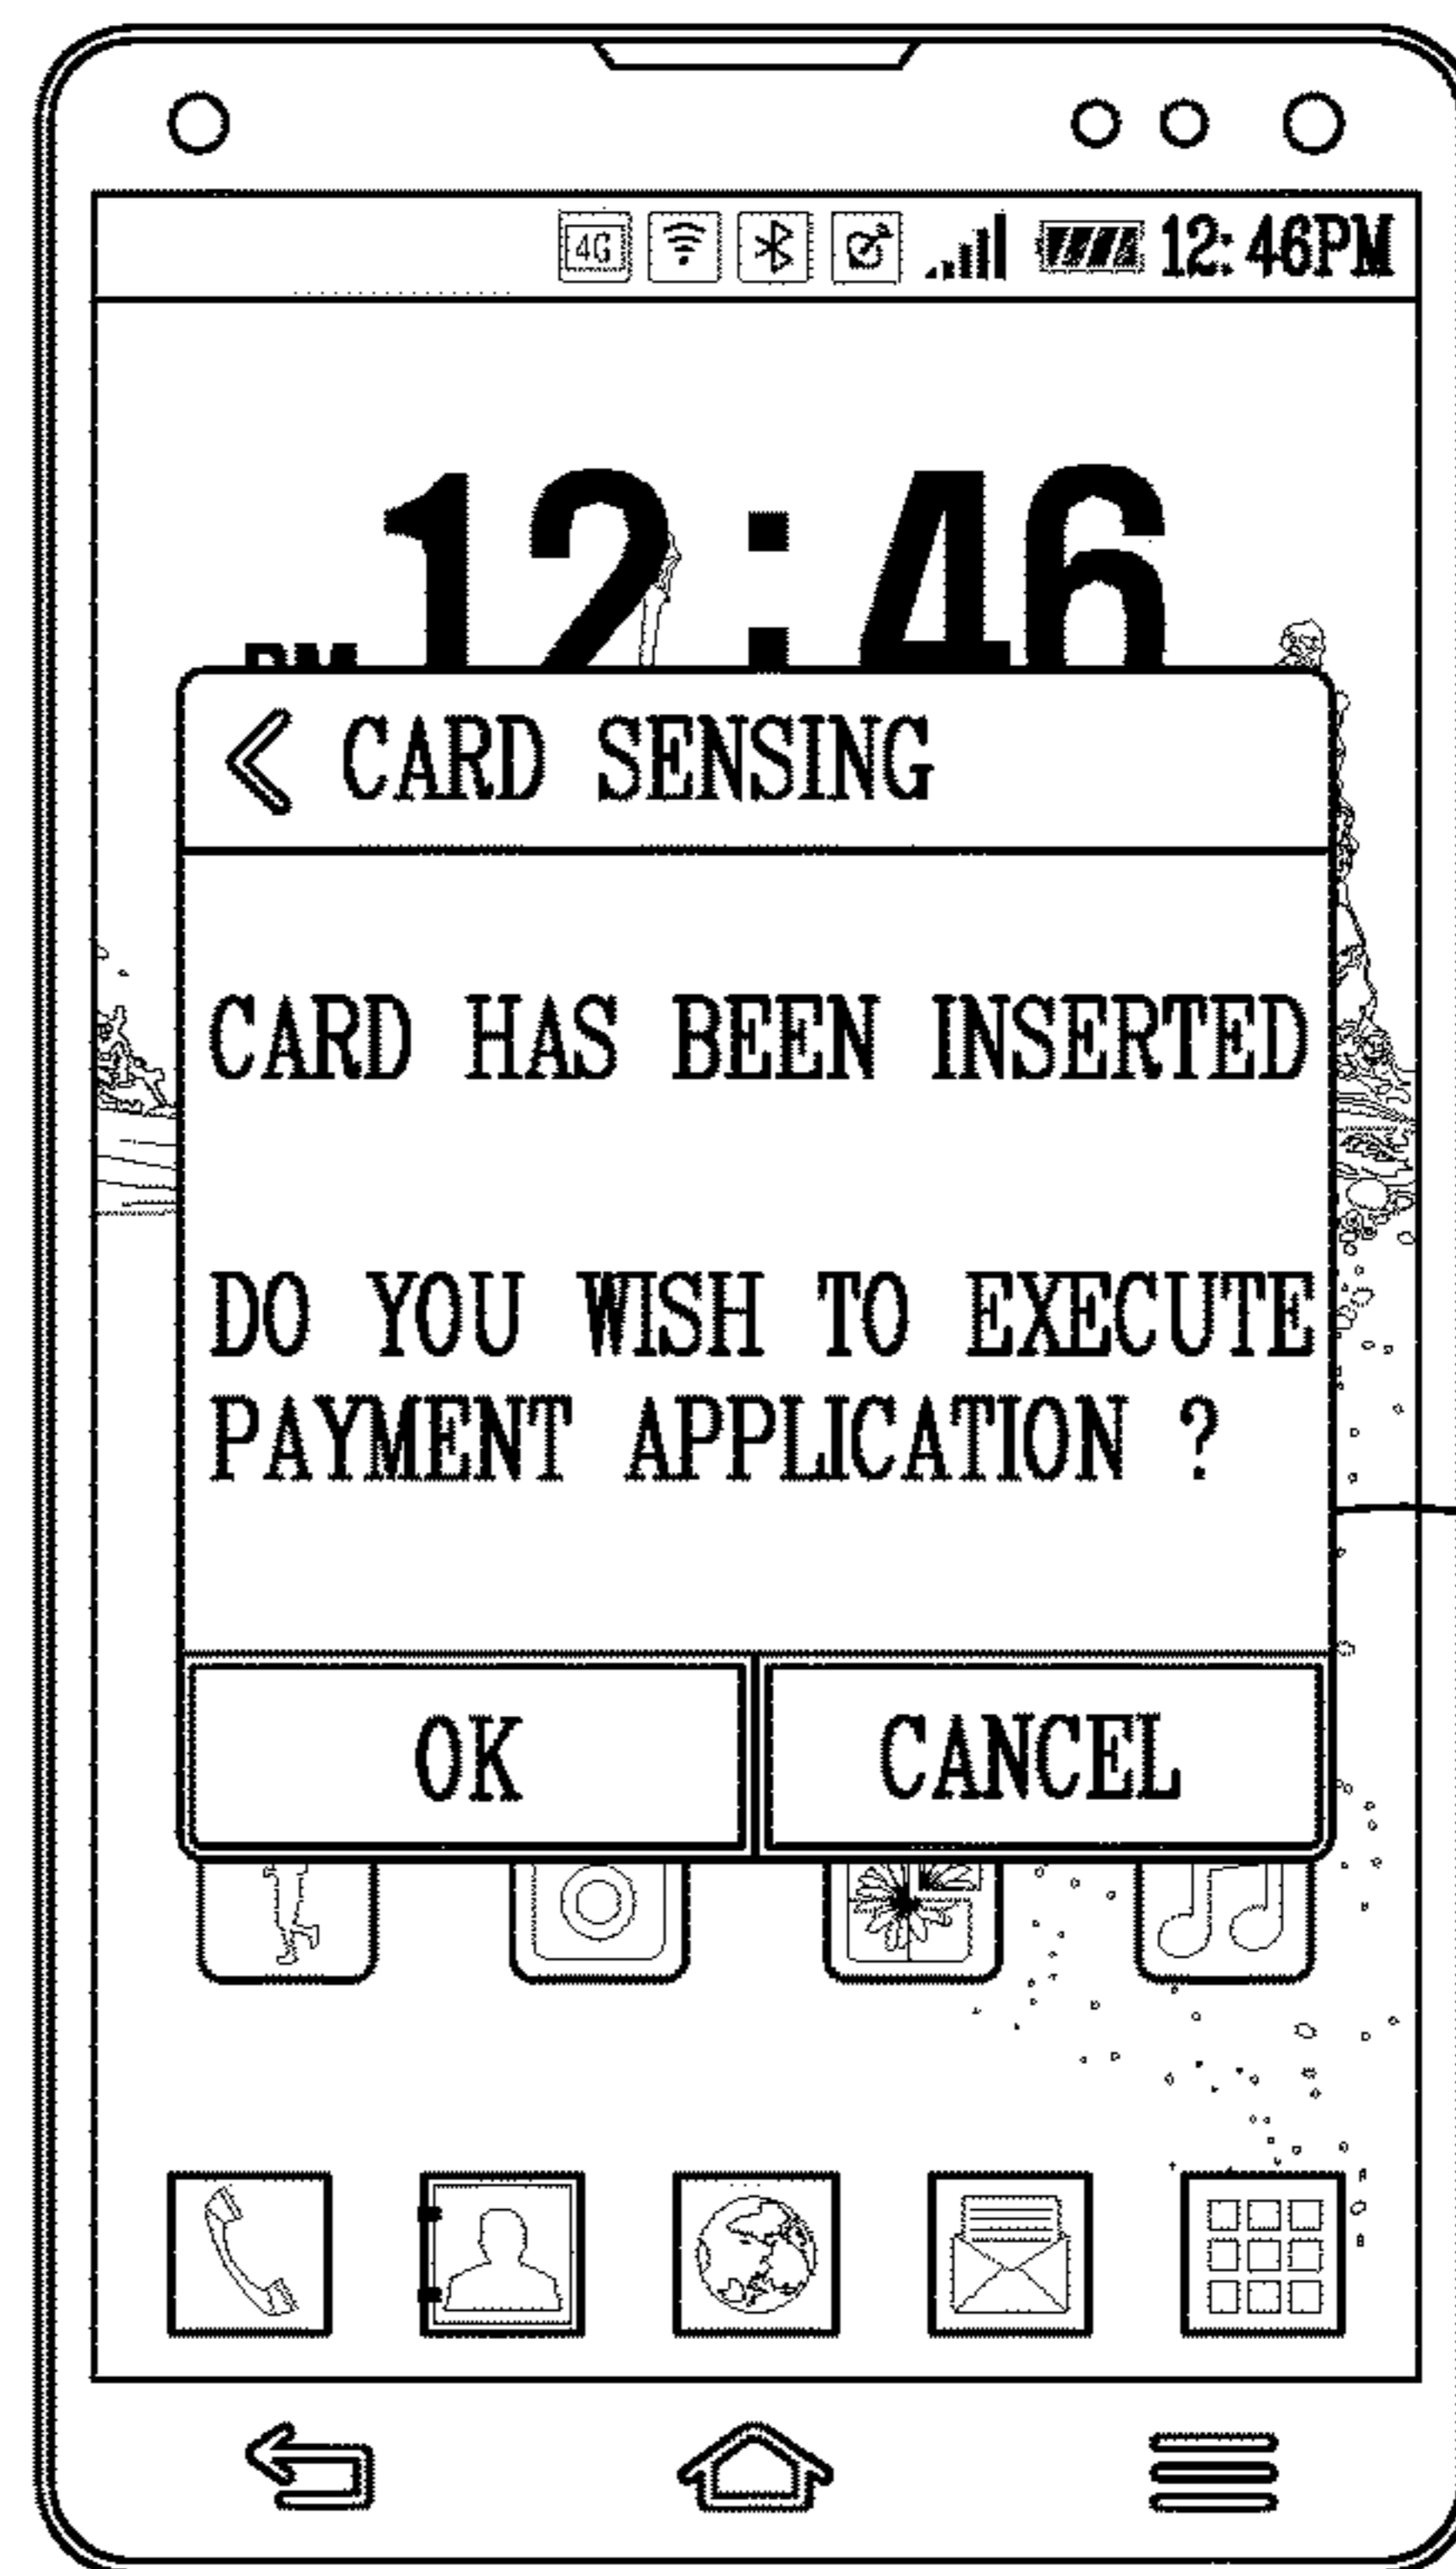 4G 12:46PM
PM 12:46
CARD SENSING
CARD HAS BEEN INSERTED
DO YOU WISH TO EXECUTE
PAYMENT APPLICATION ?
OK CANCEL